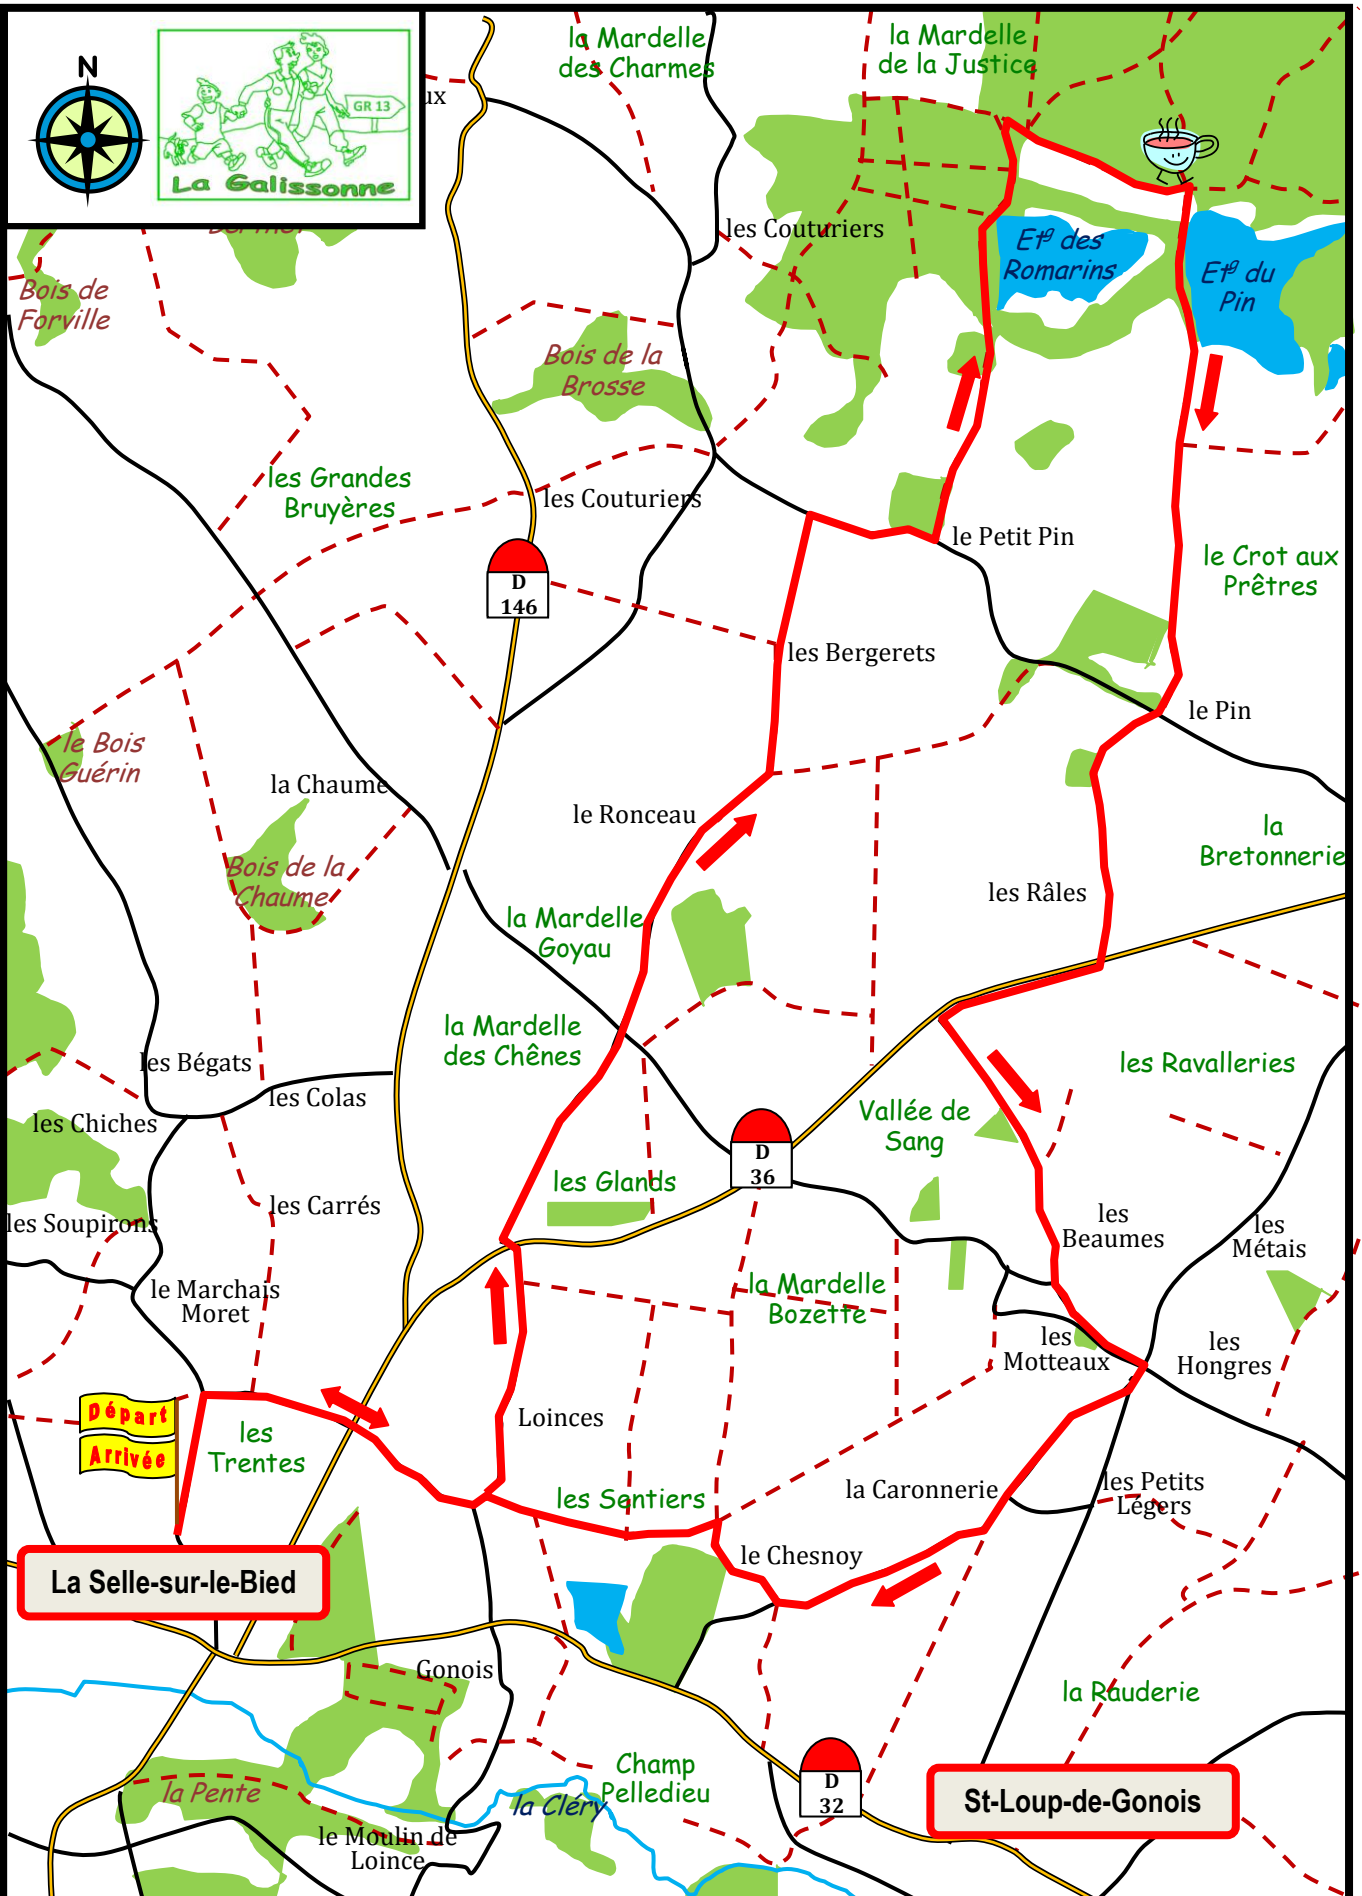 N
GR 13
La Galissonne
ux
la Mardelle
des Charmes
la Mardelle
de la Justice
les Couturiers
Bois de
Forville
Etg des
Romarins
Etg du
Pin
Bois de la
Brosse
les Grandes
Bruyères
les Couturiers
le Petit Pin
le Crot aux
Prêtres
D
146
les Bergerets
le Pin
le Bois
Guérin
la Chaume
le Ronceau
la
Bretonnerie
Bois de la
Chaume
les Râles
la Mardelle
Goyau
la Mardelle
des Chênes
les Bégats
les Colas
les Ravalleries
les Chiches
Vallée de
Sang
D
36
les Glands
les Carrés
les Soupirons
les
Beaumes
les
Métais
le Marchais
Moret
la Mardelle
Bozette
les
Motteaux
les
Hongres
Départ
Arrivée
les
Trentes
Loinces
la Caronnerie
les Petits
Légers
les Sentiers
le Chesnoy
La Selle-sur-le-Bied
Gonois
la Rauderie
Champ
Pelledieu
la Pente
la Cléry
D
32
St-Loup-de-Gonois
le Moulin de
Loince